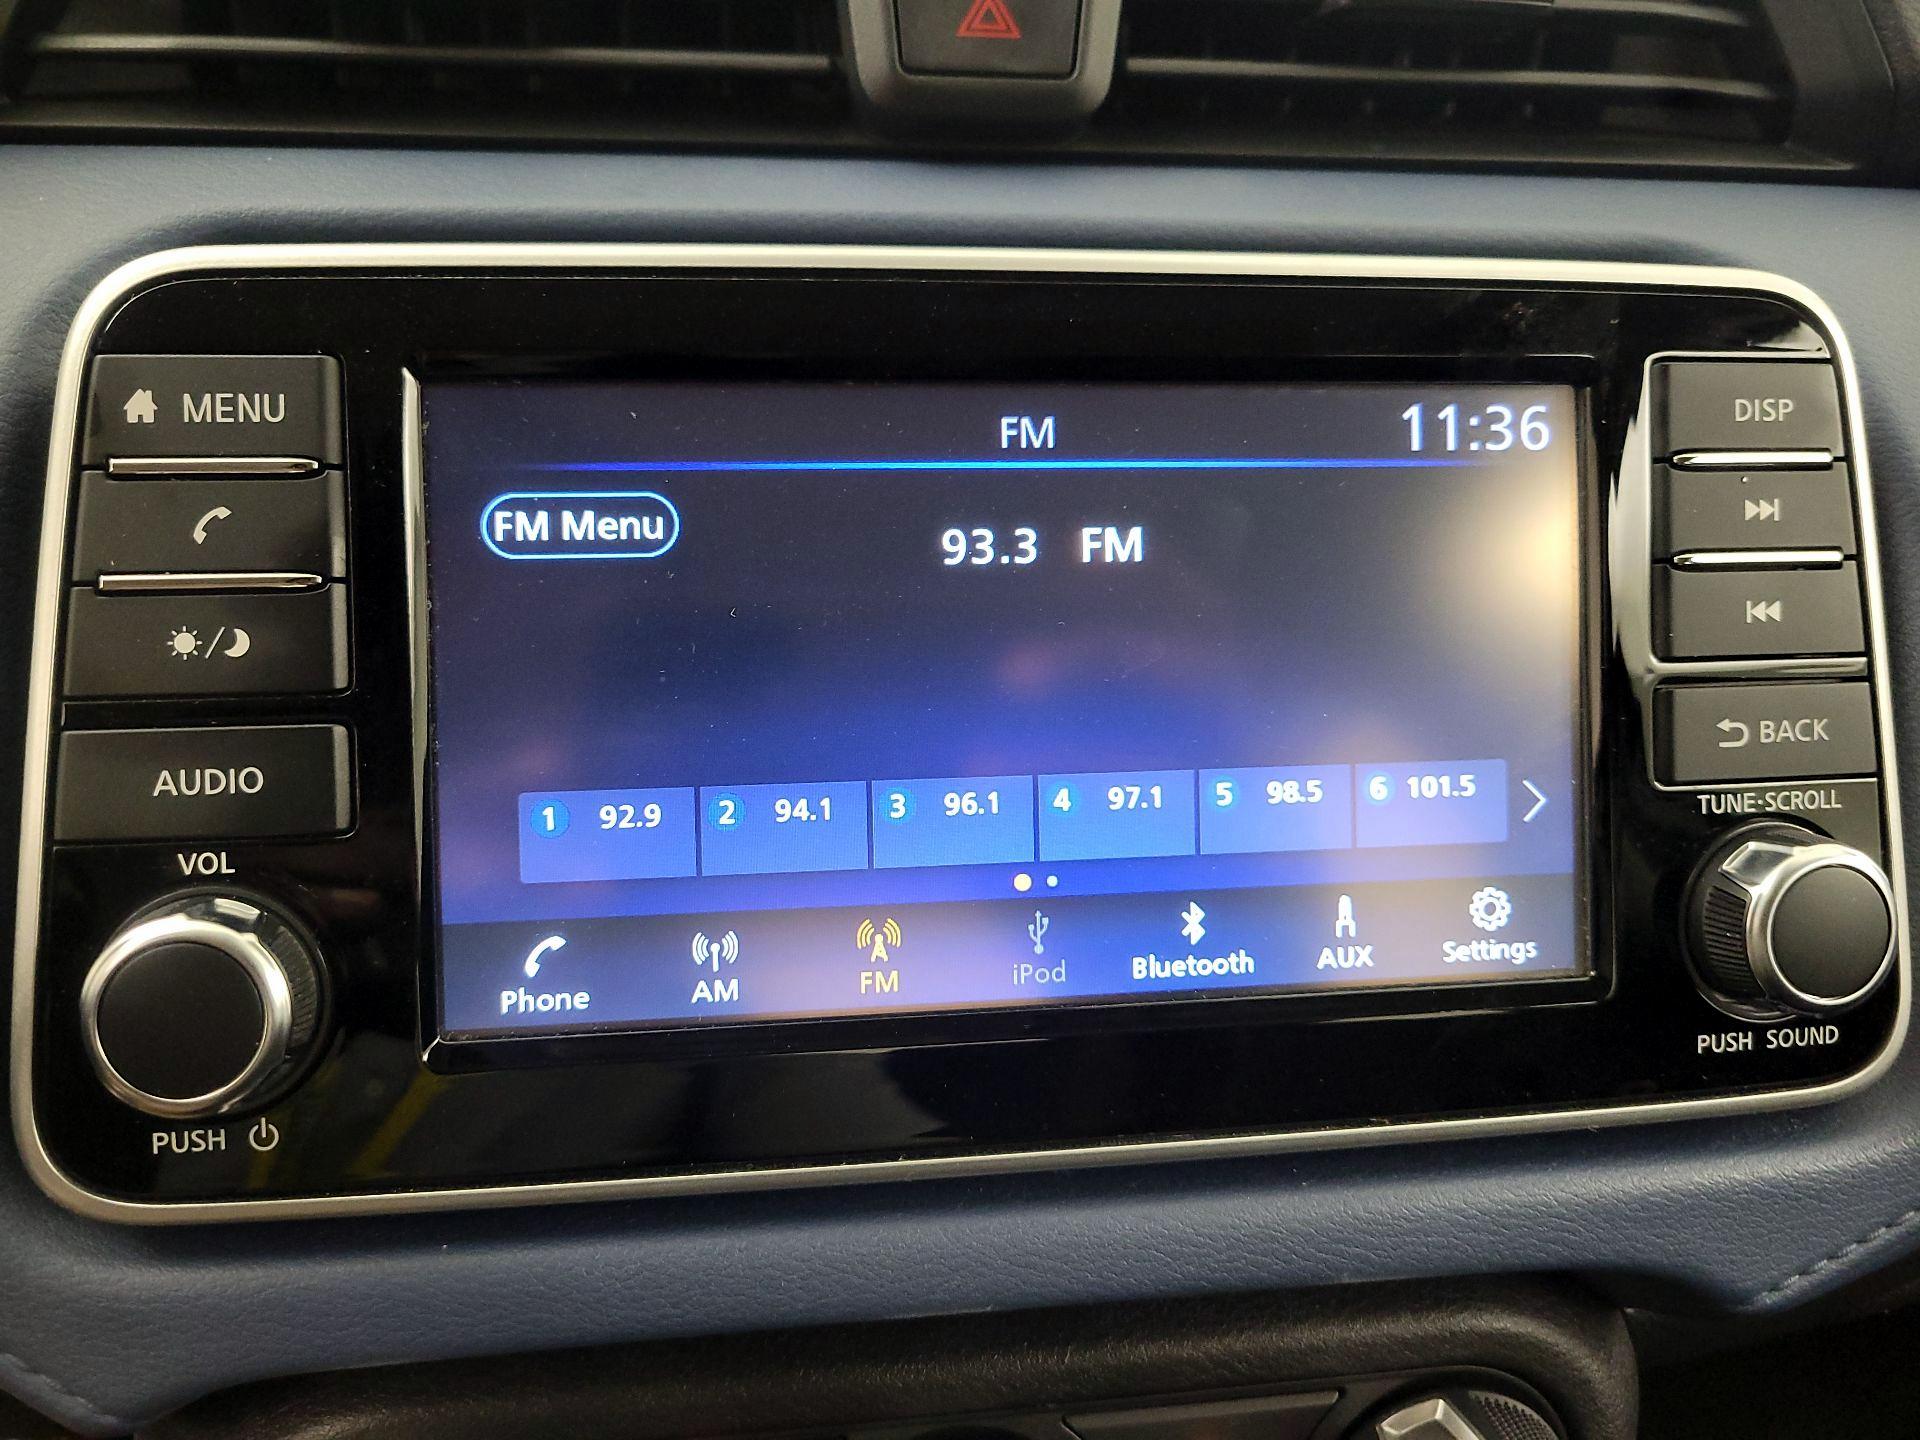 MENU
AUDIO
VOL
PUSH
FM
11:36
FM Menu
93.3 FM
1 92.9
2 94.1
3 96.1
4 97.1
5 98.5
6 101.5
Phone
AM
FM
iPod
Bluetooth
AUX
Settings
DISP
BACK
TUNE·SCROLL
PUSH SOUND